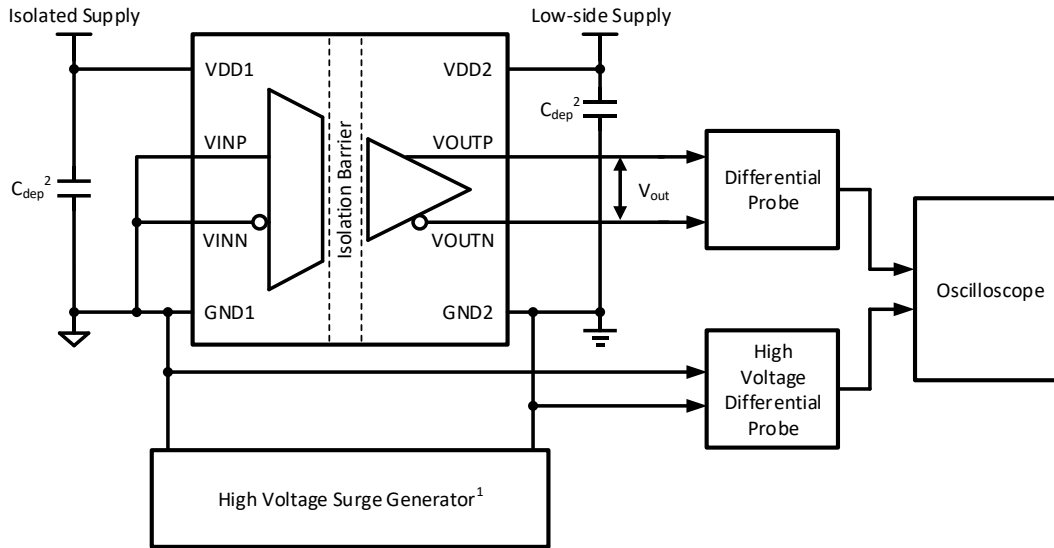 Isolated Supply
Low-side Supply
VDD1
VDD2
Cdep²
VINP
VOUTP
Cdep²
Isolation Barrier
Vout
Differential
Probe
VINN
VOUTN
GND1
GND2
Oscilloscope
High
Voltage
Differential
Probe
High Voltage Surge Generator¹